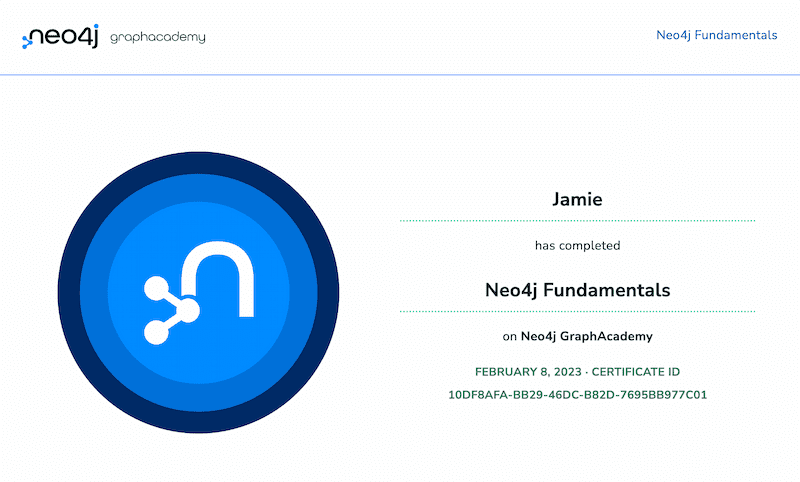 neo4j graphacademy
Neo4j Fundamentals
Jamie
has completed
Neo4j Fundamentals
on Neo4j GraphAcademy
FEBRUARY 8, 2023 · CERTIFICATE ID
10DF8AFA-BB29-46DC-B82D-7695BB977C01